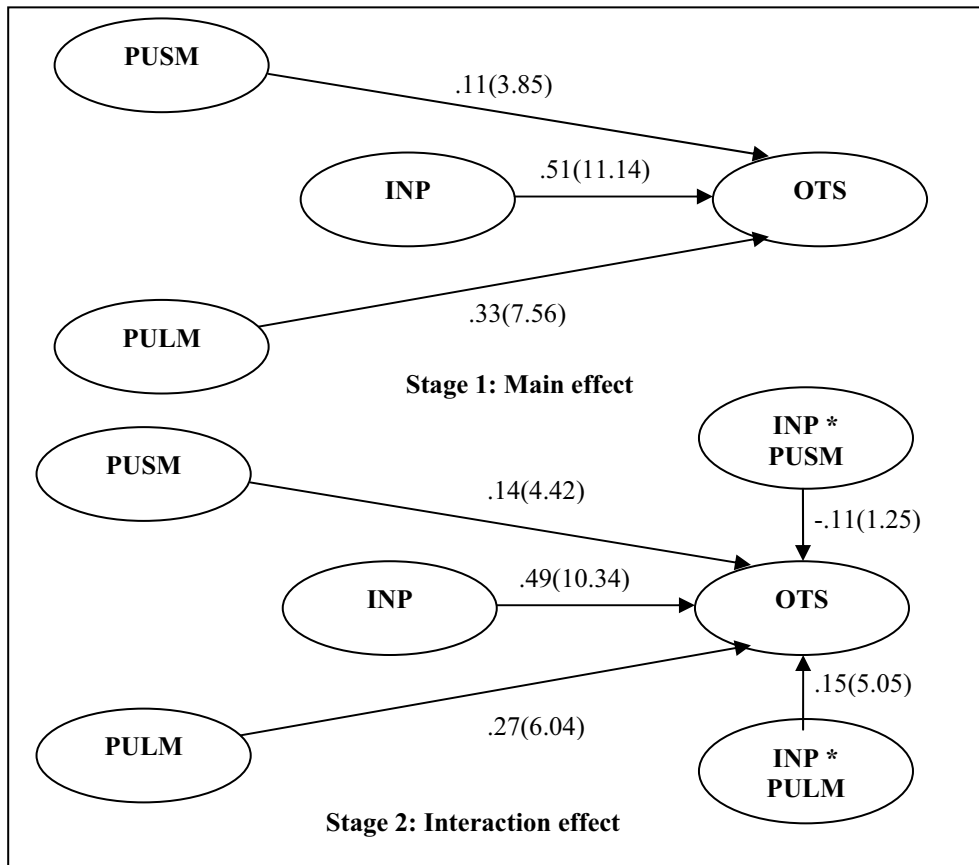 PUSM
.11(3.85)
INP
.51(11.14)
OTS
PULM
.33(7.56)
Stage 1: Main effect
INP *
PUSM
PUSM
.14(4.42)
-.11(1.25)
INP
.49(10.34)
OTS
.15(5.05)
PULM
.27(6.04)
INP *
PULM
Stage 2: Interaction effect